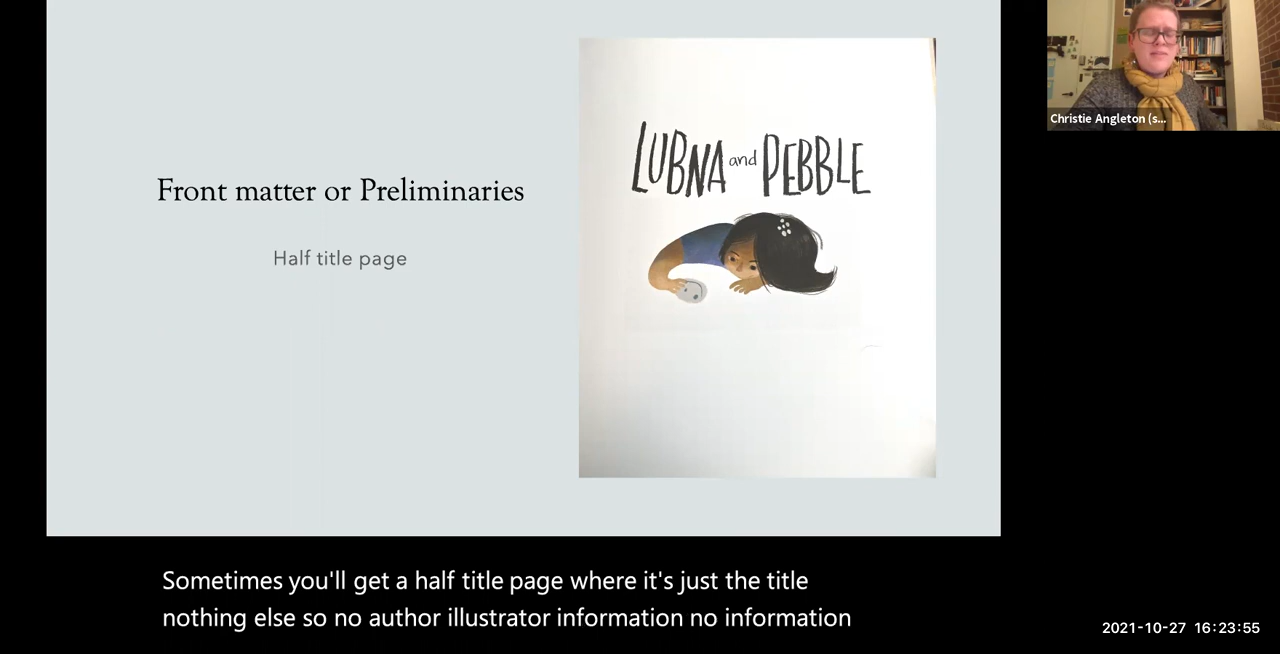 Front matter or Preliminaries
Half title page
LUBNA and PEBBLE
Christie Angleton (s...
Sometimes you'll get a half title page where it's just the title
nothing else so no author illustrator information no information
2021-10-27 16:23:55